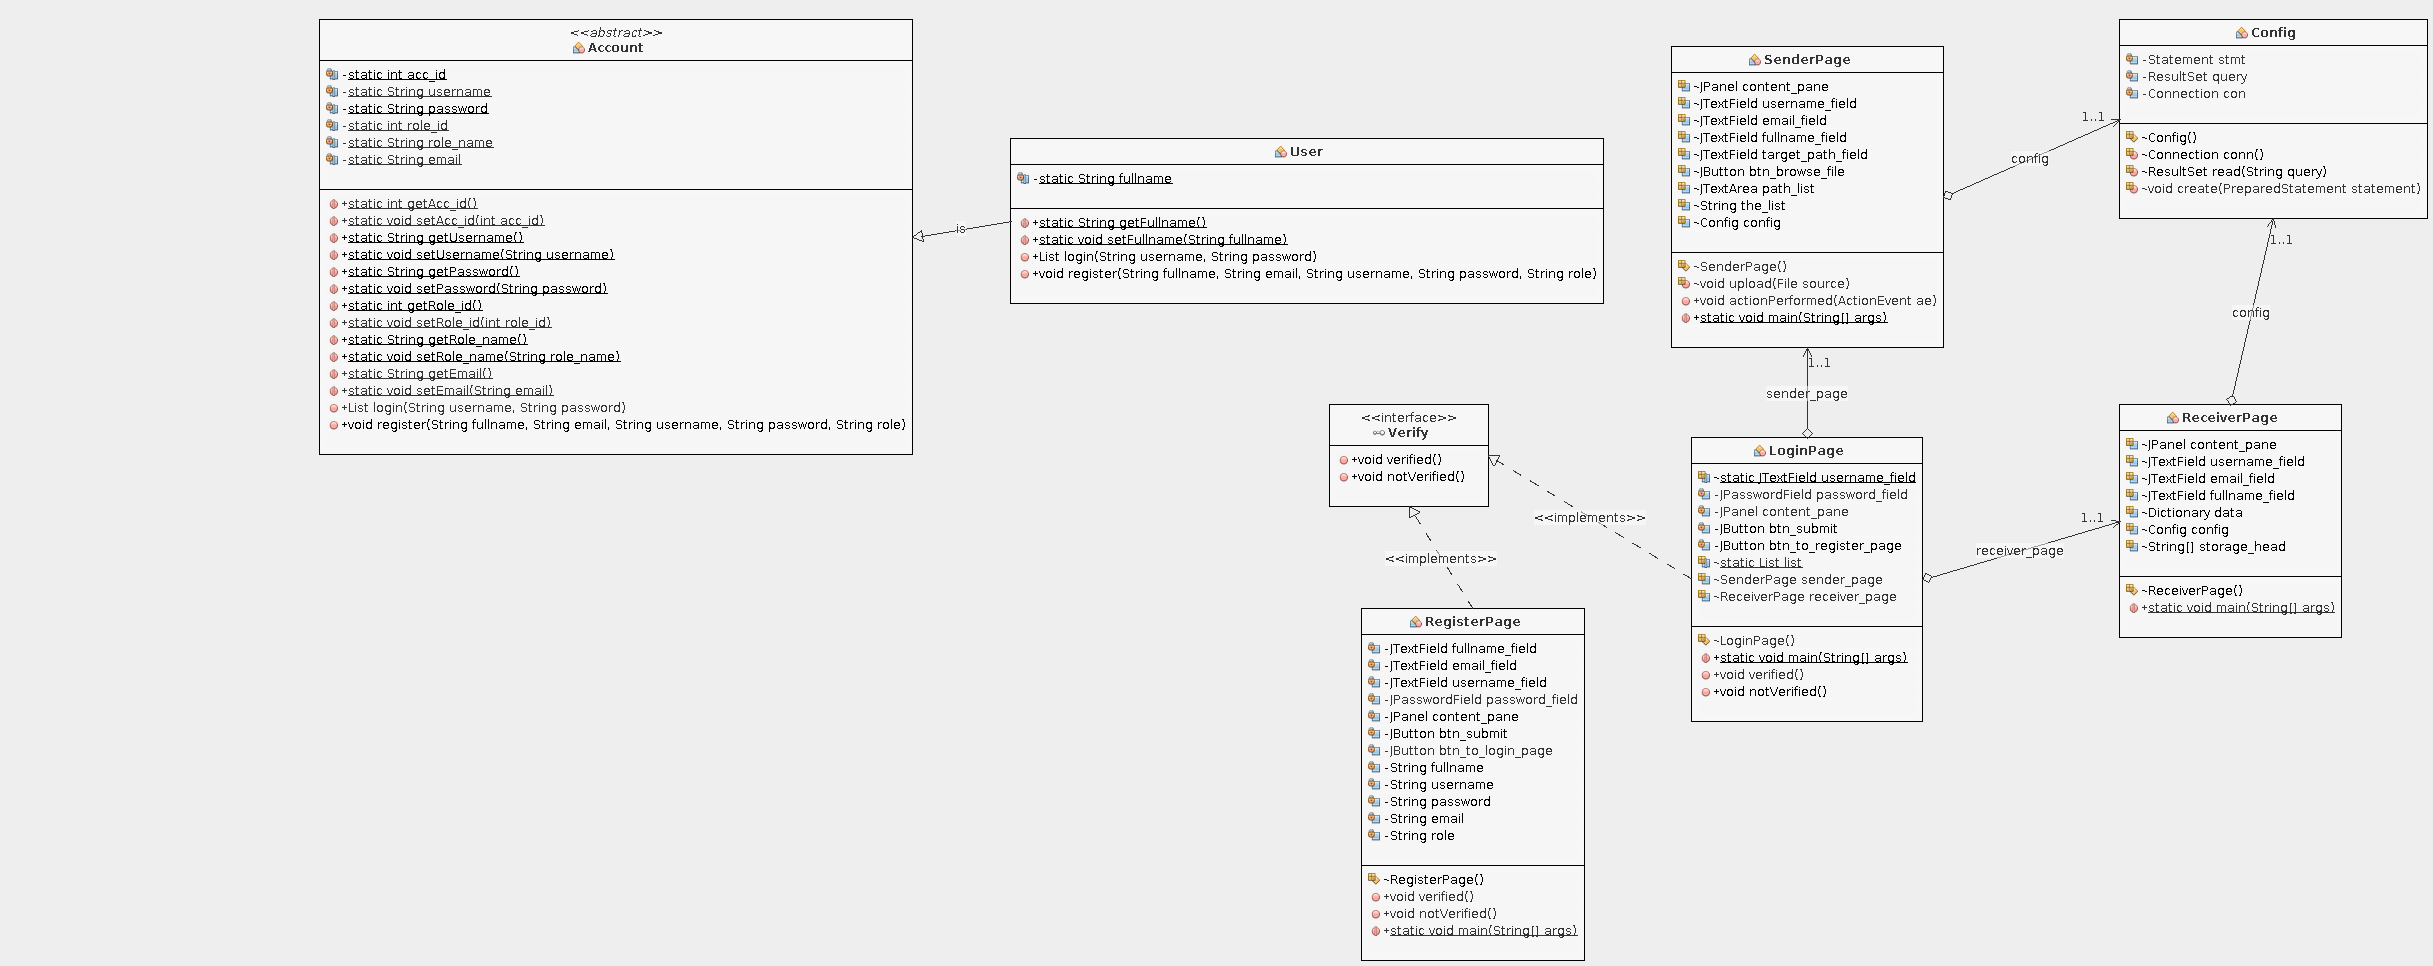 <<abstract>>
Account
-static int acc_id
-static String username
-static String password
-static int role_id
-static String role_name
-static String email
+static int getAcc_id()
+static void setAcc_id(int acc_id)
+static String getUsername()
+static void setUsername(String username)
+static String getPassword()
+static void setPassword(String password)
+static int getRole_id()
+static void setRole_id(int role_id)
+static String getRole_name()
+static void setRole_name(String role_name)
+static String getEmail()
+static void setEmail(String email)
+List login(String username, String password)
+void register(String fullname, String email, String username, String password, String role)
is
User
-static String fullname
+static String getFullname()
+static void setFullname(String fullname)
+List login(String username, String password)
+void register(String fullname, String email, String username, String password, String role)
SenderPage
~JPanel content_pane
~JTextField username_field
~JTextField email_field
~JTextField fullname_field
~JTextField target_path_field
~JButton btn_browse_file
~JTextArea path_list
~String the_list
~Config config
~SenderPage()
~void upload(File source)
+void actionPerformed(ActionEvent ae)
+static void main(String[] args)
1..1
config
Config
-Statement stmt
-ResultSet query
-Connection con
~Config()
~Connection conn()
~ResultSet read(String query)
~void create(PreparedStatement statement)
1..1
config
1..1
sender_page
<<interface>>
Verify
+void verified()
+void notVerified()
<<implements>>
<<implements>>
LoginPage
~static JTextField username_field
-JPasswordField password_field
-JPanel content_pane
-JButton btn_submit
-JButton btn_to_register_page
~static List list
~SenderPage sender_page
~ReceiverPage receiver_page
~LoginPage()
+static void main(String[] args)
+void verified()
+void notVerified()
1..1
receiver_page
ReceiverPage
~JPanel content_pane
~JTextField username_field
~JTextField email_field
~JTextField fullname_field
~Dictionary data
~Config config
~String[] storage_head
~ReceiverPage()
+static void main(String[] args)
RegisterPage
-JTextField fullname_field
-JTextField email_field
-JTextField username_field
-JPasswordField password_field
-JPanel content_pane
-JButton btn_submit
-JButton btn_to_login_page
-String fullname
-String username
-String password
-String email
-String role
~RegisterPage()
+void verified()
+void notVerified()
+static void main(String[] args)